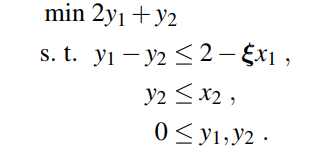 min 2y₁ + y₂
s. t. y₁ − y₂ ≤ 2 − ξx₁ ,
y₂ ≤ x₂ ,
0 ≤ y₁, y₂ .